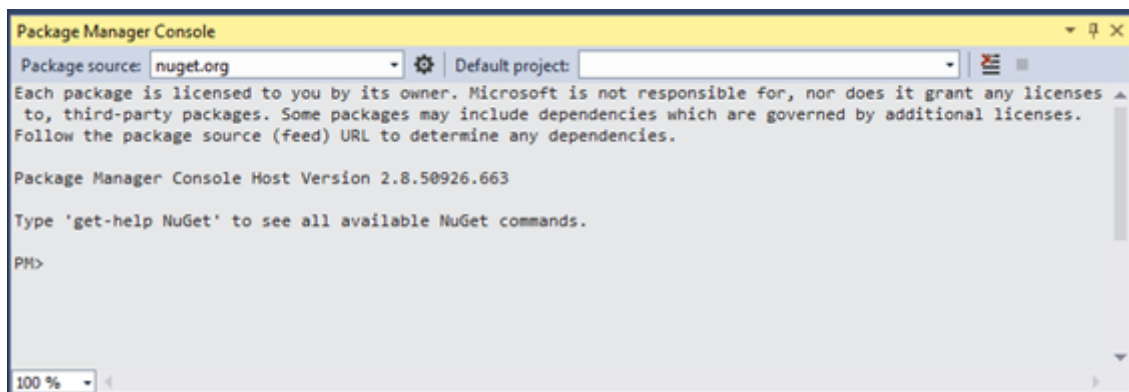 Package Manager Console
Package source: nuget.org Default project:
Each package is licensed to you by its owner. Microsoft is not responsible for, nor does it grant any licenses
to, third-party packages. Some packages may include dependencies which are governed by additional licenses.
Follow the package source (feed) URL to determine any dependencies.
Package Manager Console Host Version 2.8.50926.663
Type 'get-help NuGet' to see all available NuGet commands.
PM>
100 %